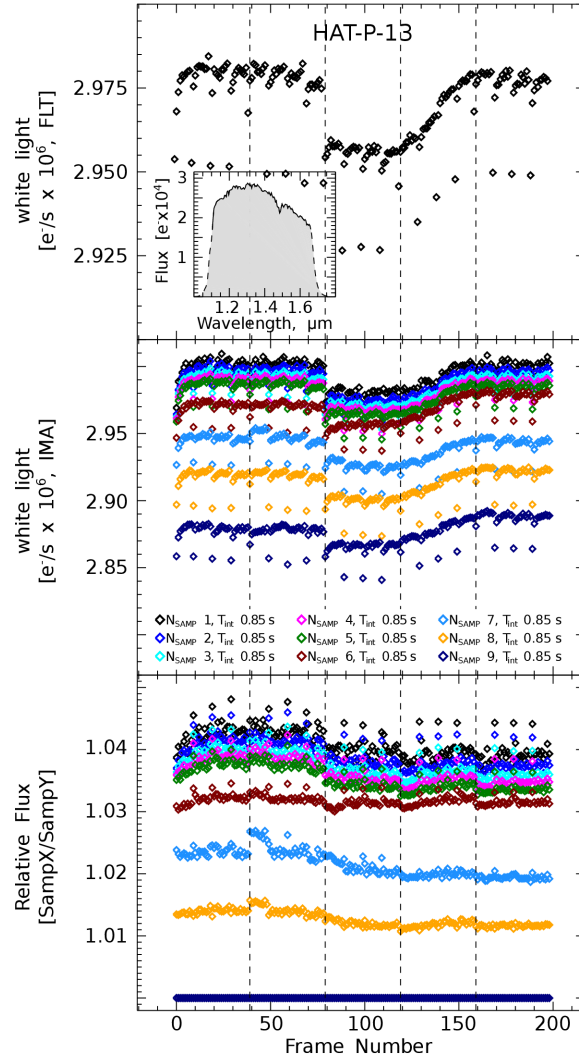 HAT-P-13
white light
[e⁻/s x 10⁶, FLT]
2.975
2.950
2.925
Flux [e⁻x10⁴]
3
2
1
1.2 1.4 1.6
Wavelength, μm
white light
[e⁻/s x 10⁶, IMA]
2.95
2.90
2.85
N_SAMP 1, T_int 0.85 s N_SAMP 4, T_int 0.85 s N_SAMP 7, T_int 0.85 s
N_SAMP 2, T_int 0.85 s N_SAMP 5, T_int 0.85 s N_SAMP 8, T_int 0.85 s
N_SAMP 3, T_int 0.85 s N_SAMP 6, T_int 0.85 s N_SAMP 9, T_int 0.85 s
Relative Flux
[SampX/SampY]
1.04
1.03
1.02
1.01
0 50 100 150 200
Frame Number